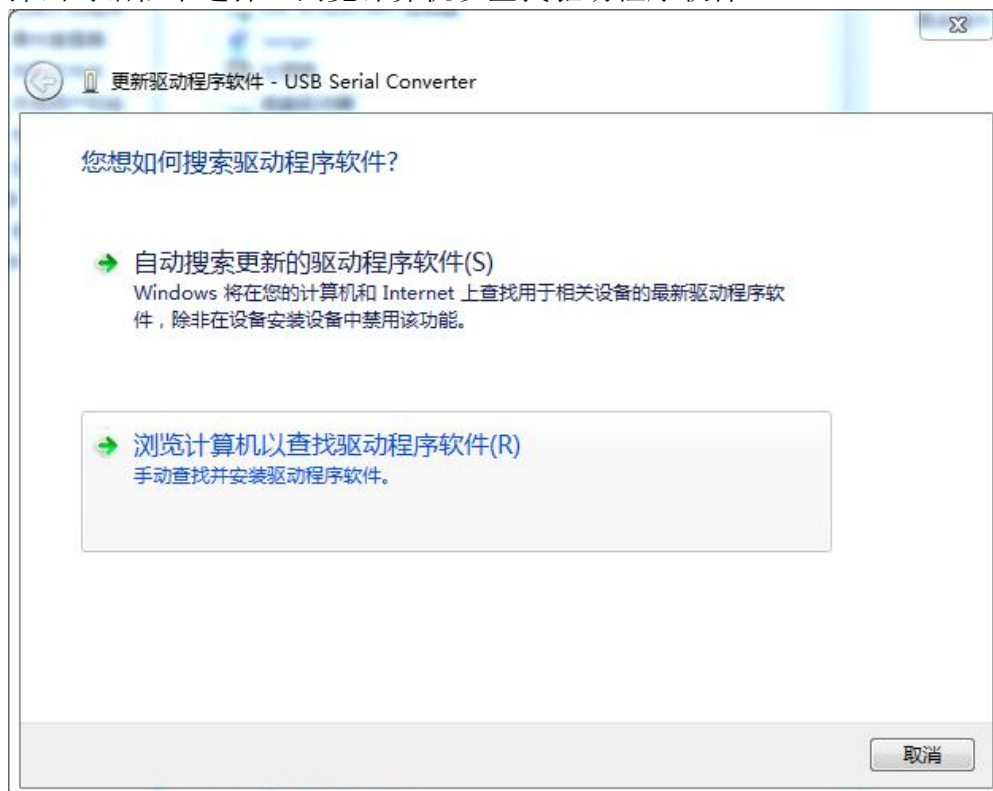 更新驱动程序软件 - USB Serial Converter
您想如何搜索驱动程序软件?
自动搜索更新的驱动程序软件(S)
Windows 将在您的计算机和 Internet 上查找用于相关设备的最新驱动程序软
件，除非在设备安装设备中禁用该功能。
浏览计算机以查找驱动程序软件(R)
手动查找并安装驱动程序软件。
取消